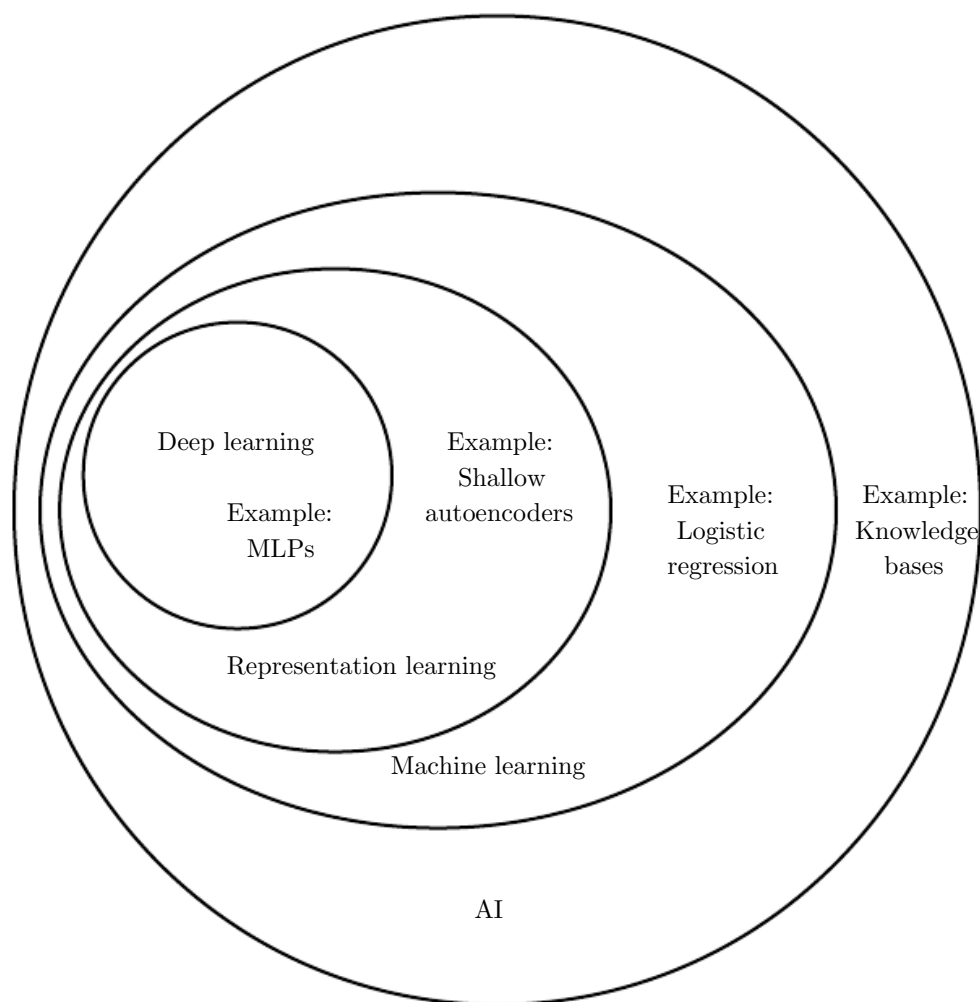 Deep learning
Example:
MLPs
Example:
Shallow
autoencoders
Example:
Logistic
regression
Example:
Knowledge
bases
Representation learning
Machine learning
AI